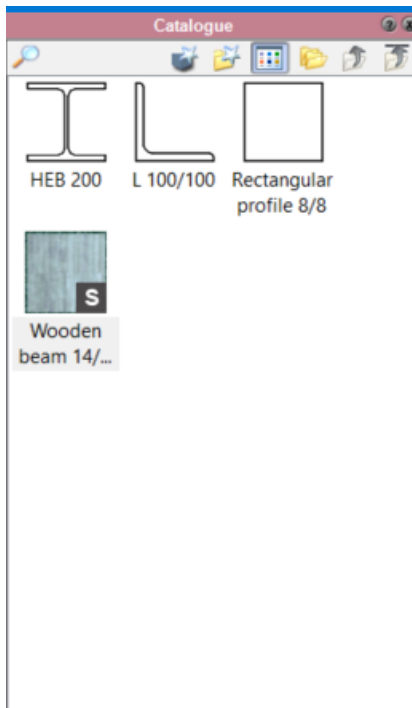 Catalogue
HEB 200
L 100/100
Rectangular
profile 8/8
S
Wooden
beam 14/...